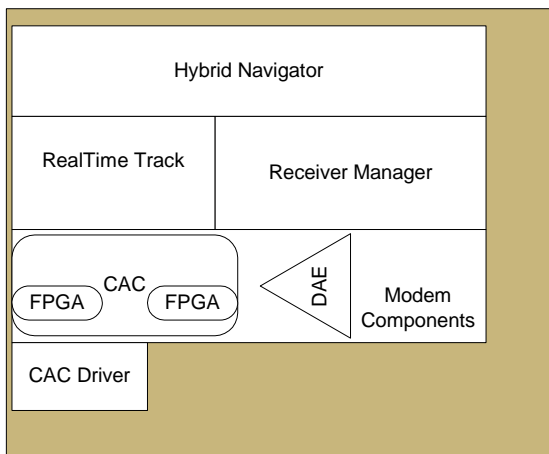 Hybrid Navigator
RealTime Track
Receiver Manager
CAC
FPGA
FPGA
DAE
Modem
Components
CAC Driver